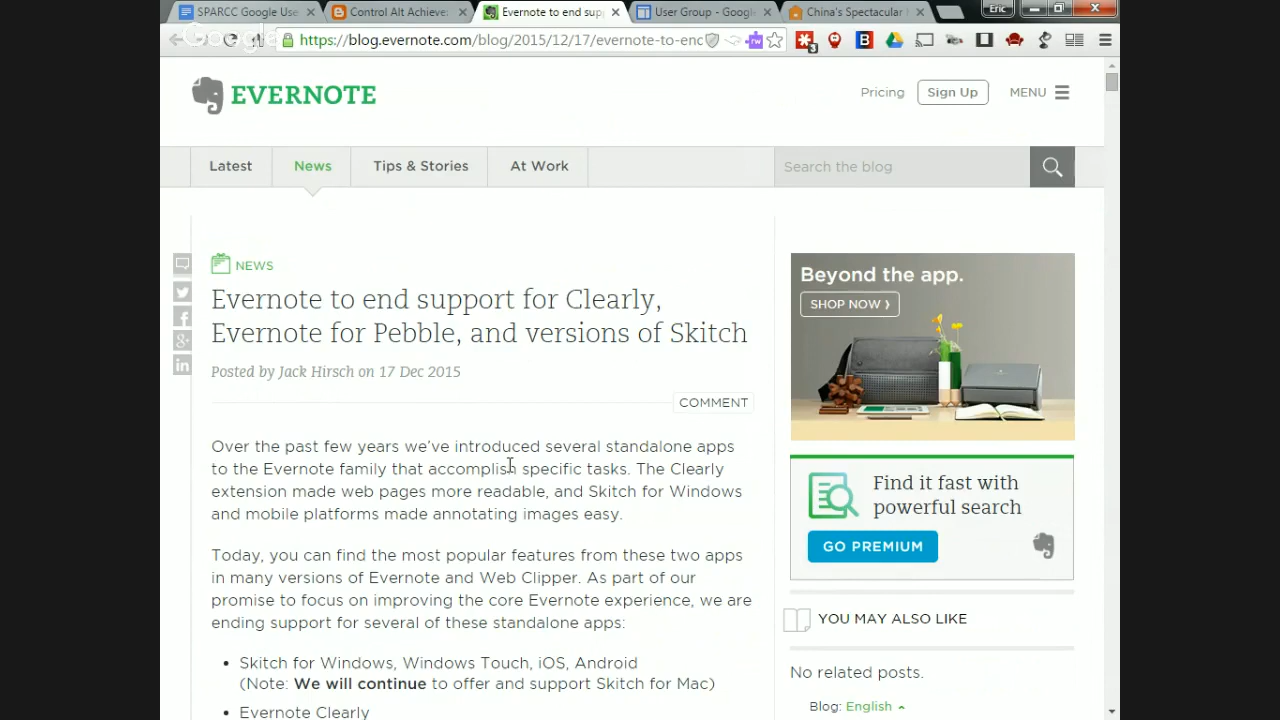 SPARCC Google Use
Control Alt Achieve
Evernote to end supp
User Group - Google
China's Spectacular
Eric
https://blog.evernote.com/blog/2015/12/17/evernote-to-enc
3
EVERNOTE
Pricing
Sign Up
MENU
Latest
News
Tips & Stories
At Work
Search the blog
NEWS
Evernote to end support for Clearly,
Evernote for Pebble, and versions of Skitch
Posted by Jack Hirsch on 17 Dec 2015
COMMENT
Over the past few years we've introduced several standalone apps
to the Evernote family that accomplish specific tasks. The Clearly
extension made web pages more readable, and Skitch for Windows
and mobile platforms made annotating images easy.
Today, you can find the most popular features from these two apps
in many versions of Evernote and Web Clipper. As part of our
promise to focus on improving the core Evernote experience, we are
ending support for several of these standalone apps:
• Skitch for Windows, Windows Touch, iOS, Android
(Note: We will continue to offer and support Skitch for Mac)
• Evernote Clearly
Beyond the app.
SHOP NOW ›
Find it fast with
powerful search
GO PREMIUM
YOU MAY ALSO LIKE
No related posts.
Blog: English